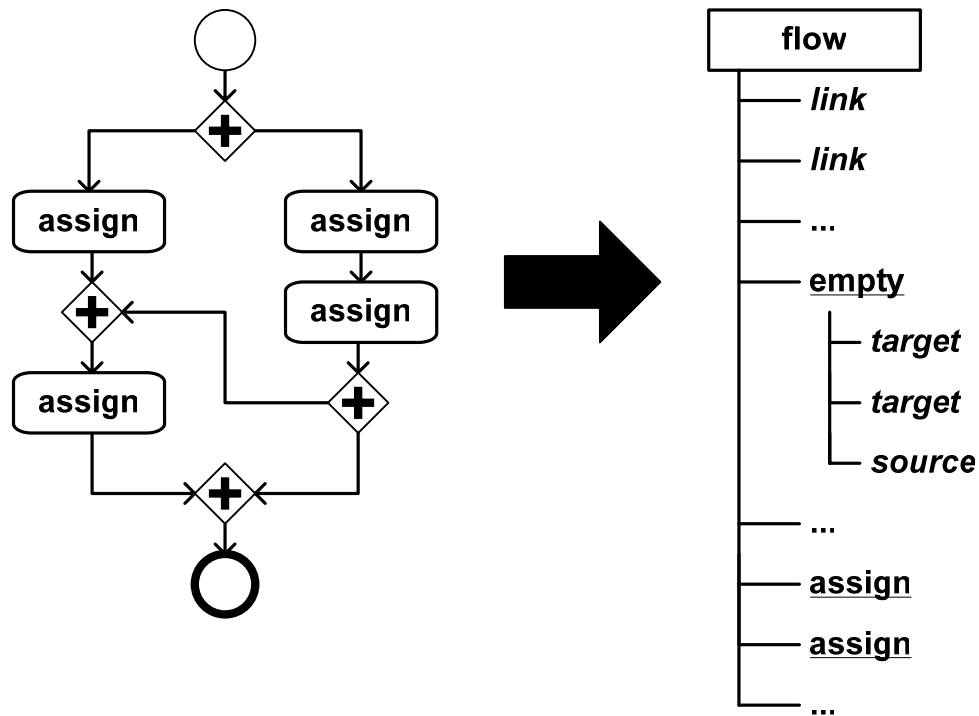 assign
assign
assign
assign
flow
link
link
...
empty
target
target
source
...
assign
assign
...